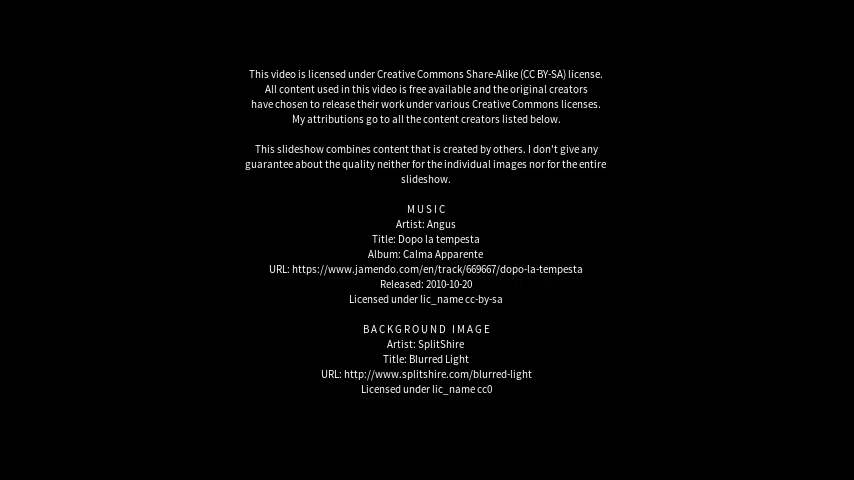 This video is licensed under Creative Commons Share-Alike (CC BY-SA) license.
All content used in this video is free available and the original creators
have chosen to release their work under various Creative Commons licenses.
My attributions go to all the content creators listed below.
This slideshow combines content that is created by others. I don't give any
guarantee about the quality neither for the individual images nor for the entire
slideshow.
MUSIC
Artist: Angus
Title: Dopo la tempesta
Album: Calma Apparente
URL: https://www.jamendo.com/en/track/669667/dopo-la-tempesta
Released: 2010-10-20
Licensed under lic_name cc-by-sa
BACKGROUND IMAGE
Artist: SplitShire
Title: Blurred Light
URL: http://www.splitshire.com/blurred-light
Licensed under lic_name cc0